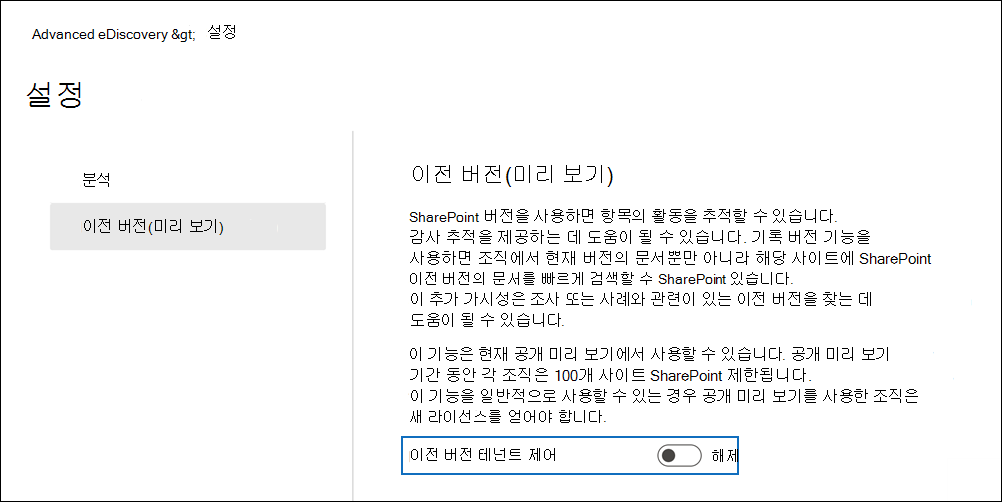 Advanced eDiscovery &gt; 설정
설정
분석
이전 버전(미리 보기)
이전 버전(미리 보기)
SharePoint 버전을 사용하면 항목의 활동을 추적할 수 있습니다.
감사 추적을 제공하는 데 도움이 될 수 있습니다. 기록 버전 기능을
사용하면 조직에서 현재 버전의 문서뿐만 아니라 해당 사이트에 SharePoint
이전 버전의 문서를 빠르게 검색할 수 SharePoint 있습니다.
이 추가 가시성은 조사 또는 사례와 관련이 있는 이전 버전을 찾는 데
도움이 될 수 있습니다.
이 기능은 현재 공개 미리 보기에서 사용할 수 있습니다. 공개 미리 보기
기간 동안 각 조직은 100개 사이트 SharePoint 제한됩니다.
이 기능을 일반적으로 사용할 수 있는 경우 공개 미리 보기를 사용한 조직은
새 라이선스를 얻어야 합니다.
이전 버전 테넌트 제어 해제